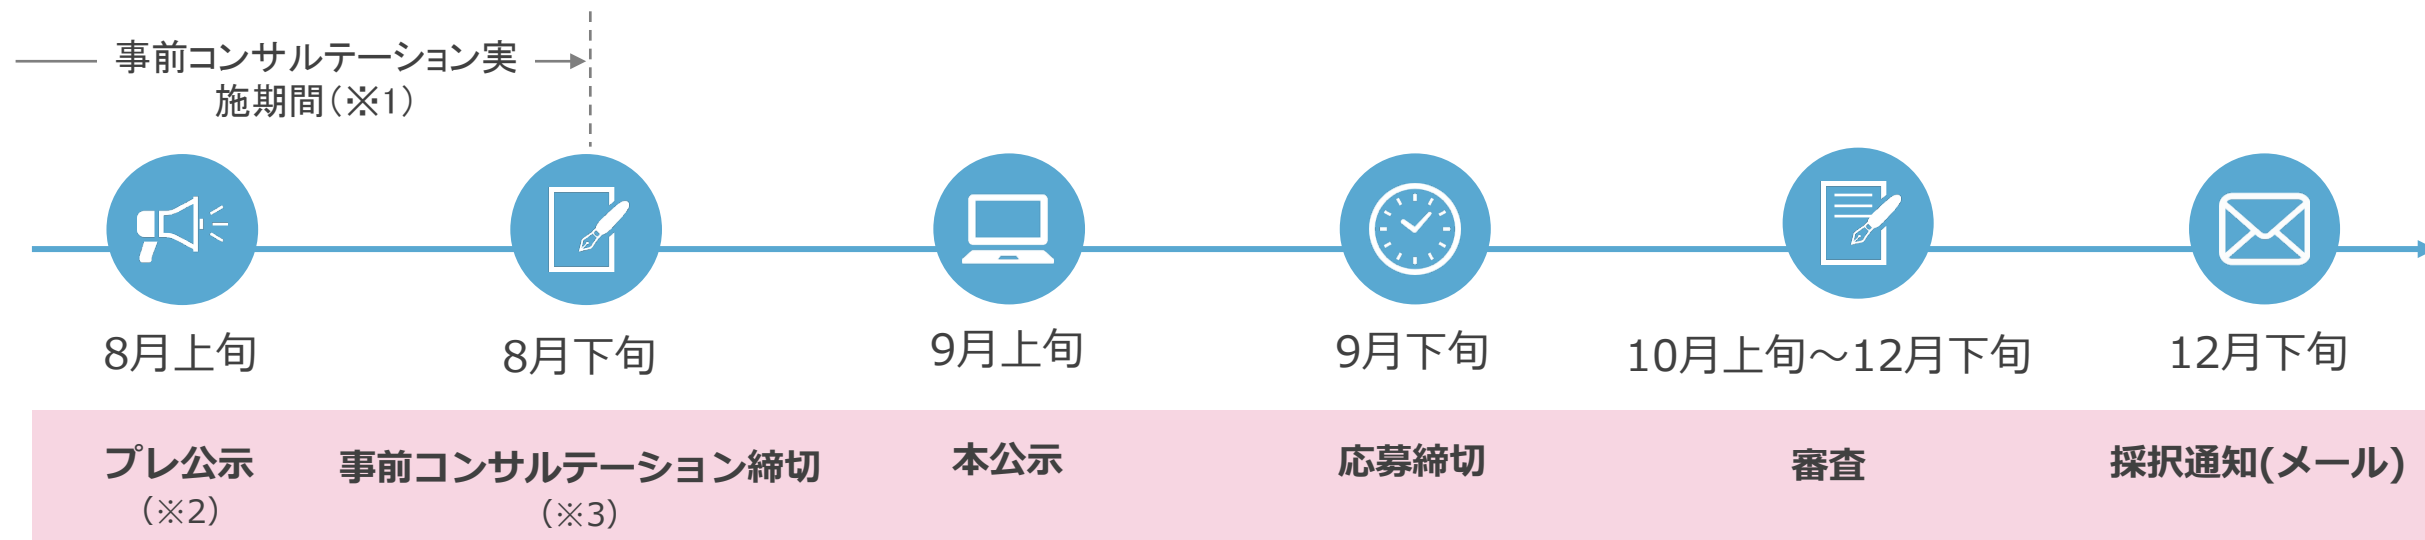 事前コンサルテーション実
施期間（※1）
8月上旬
8月下旬
9月上旬
9月下旬
10月上旬～12月下旬
12月下旬
プレ公示
（※2）
事前コンサルテーション締切
（※3）
本公示
応募締切
審査
採択通知(メール)